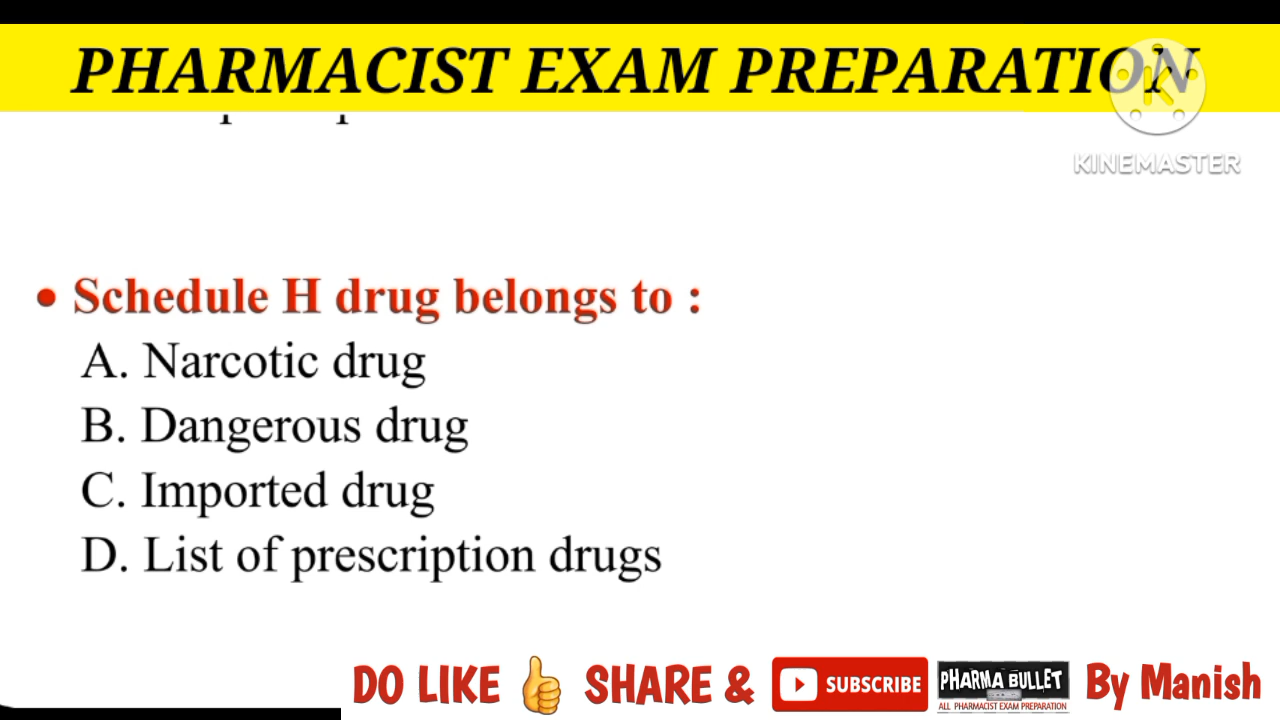 PHARMACIST EXAM PREPARATION
KINEMASTER
• Schedule H drug belongs to :
A. Narcotic drug
B. Dangerous drug
C. Imported drug
D. List of prescription drugs
DO LIKE 👍 SHARE & SUBSCRIBE PHARMA BULLET By Manish
ALL PHARMACIST EXAM PREPARATION